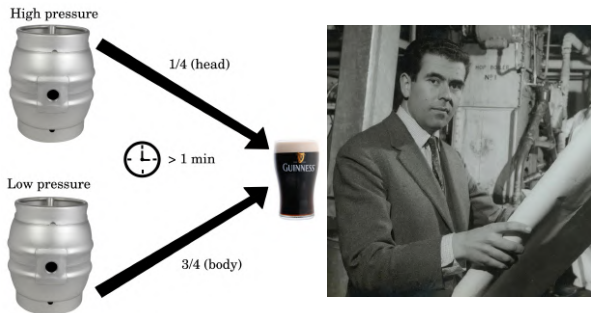 High pressure
1/4 (head)
> 1 min
GUINNESS
Low pressure
3/4 (body)